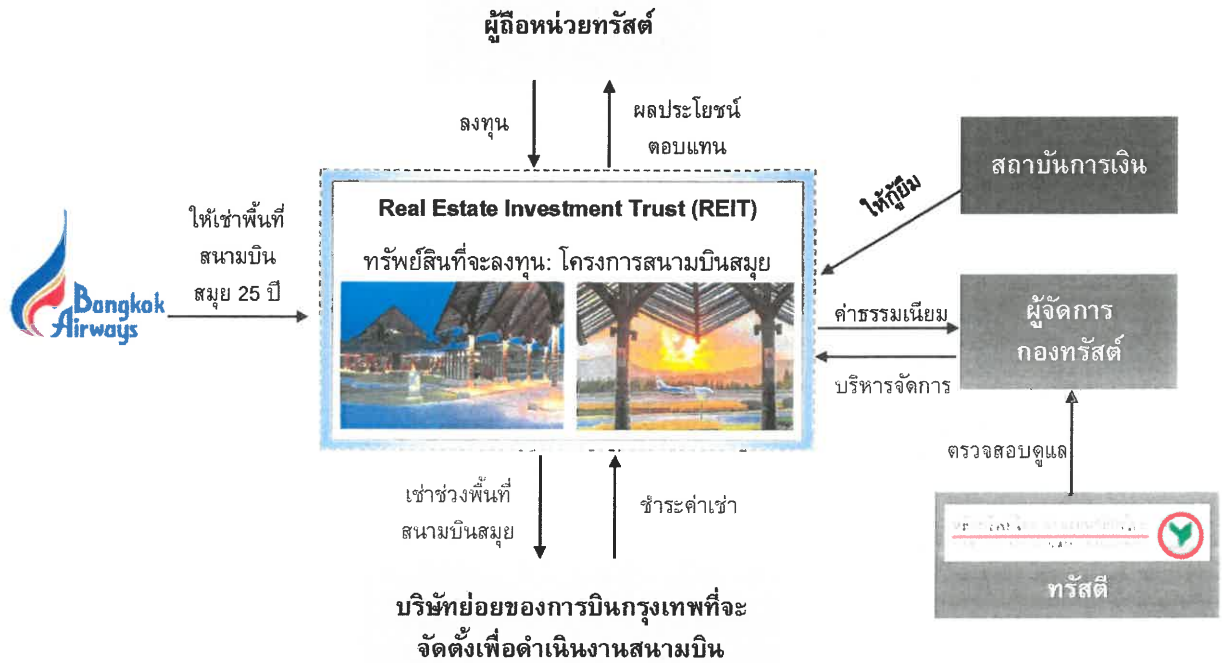 ผู้ถือหน่วยทรัสต์
ลงทุน
ผลประโยชน์
ตอบแทน
สถาบันการเงิน
ให้กู้ยืม
Real Estate Investment Trust (REIT)
ทรัพย์สินที่จะลงทุน: โครงการสนามบินสมุย
ให้เช่าพื้นที่
สนามบิน
สมุย 25 ปี
Bangkok
Airways
ค่าธรรมเนียม
ผู้จัดการ
กองทรัสต์
บริหารจัดการ
ตรวจสอบดูแล
เช่าช่วงพื้นที่
สนามบินสมุย
ชำระค่าเช่า
ทรัสตี
บริษัทย่อยของการบินกรุงเทพที่จะ
จัดตั้งเพื่อดำเนินงานสนามบิน